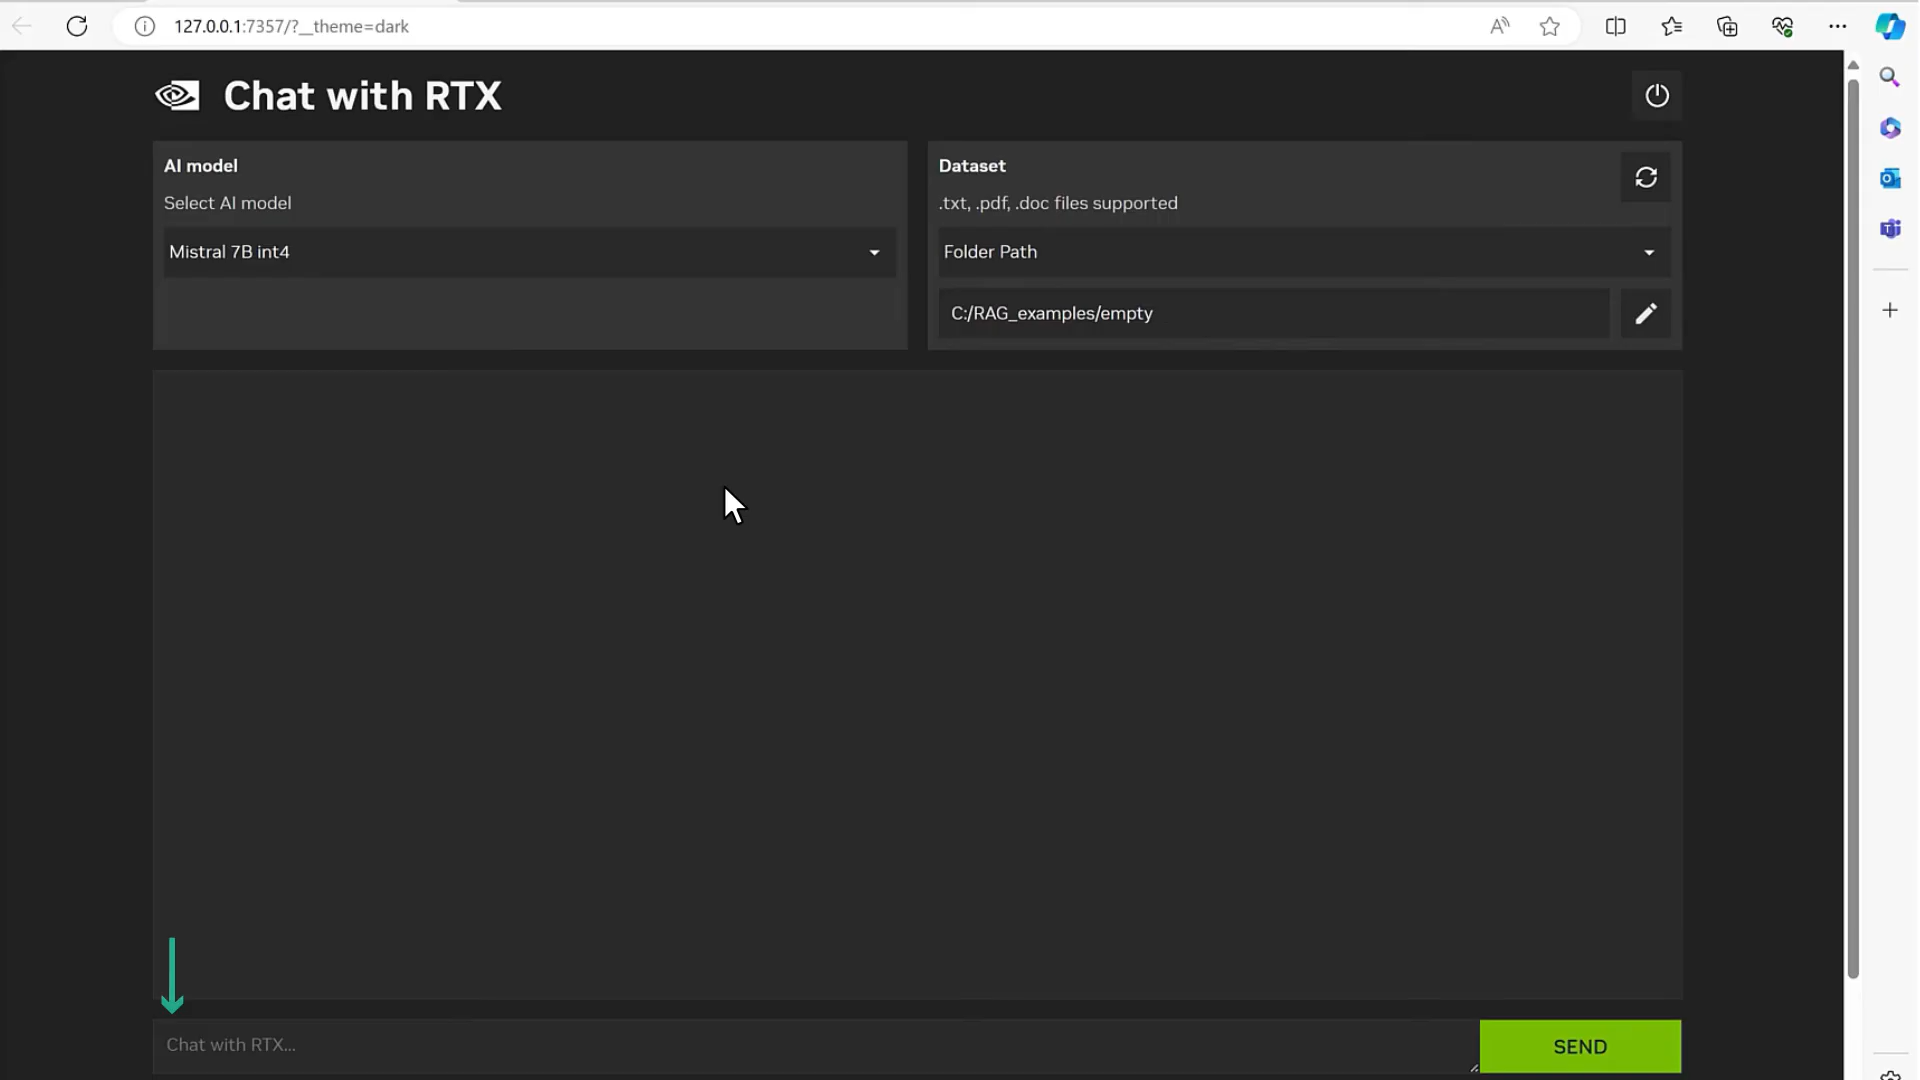 127.0.0.1:7357/?__theme=dark
Chat with RTX
AI model
Select AI model
Mistral 7B int4
Dataset
.txt, .pdf, .doc files supported
Folder Path
C:/RAG_examples/empty
Chat with RTX...
SEND